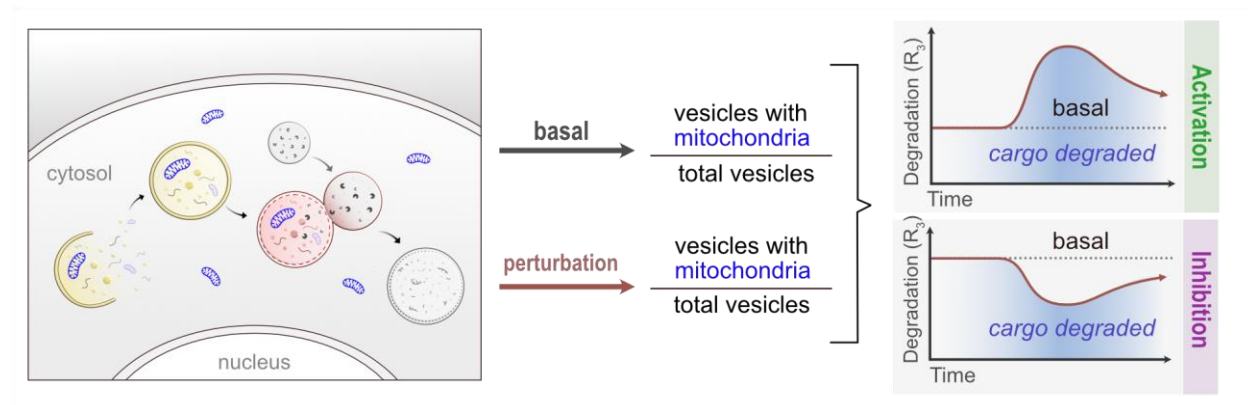 cytosol
nucleus
basal
perturbation
vesicles with
mitochondria
total vesicles
vesicles with
mitochondria
total vesicles
Degradation (R₃)
basal
cargo degraded
Time
Activation
Degradation (R₃)
basal
cargo degraded
Time
Inhibition